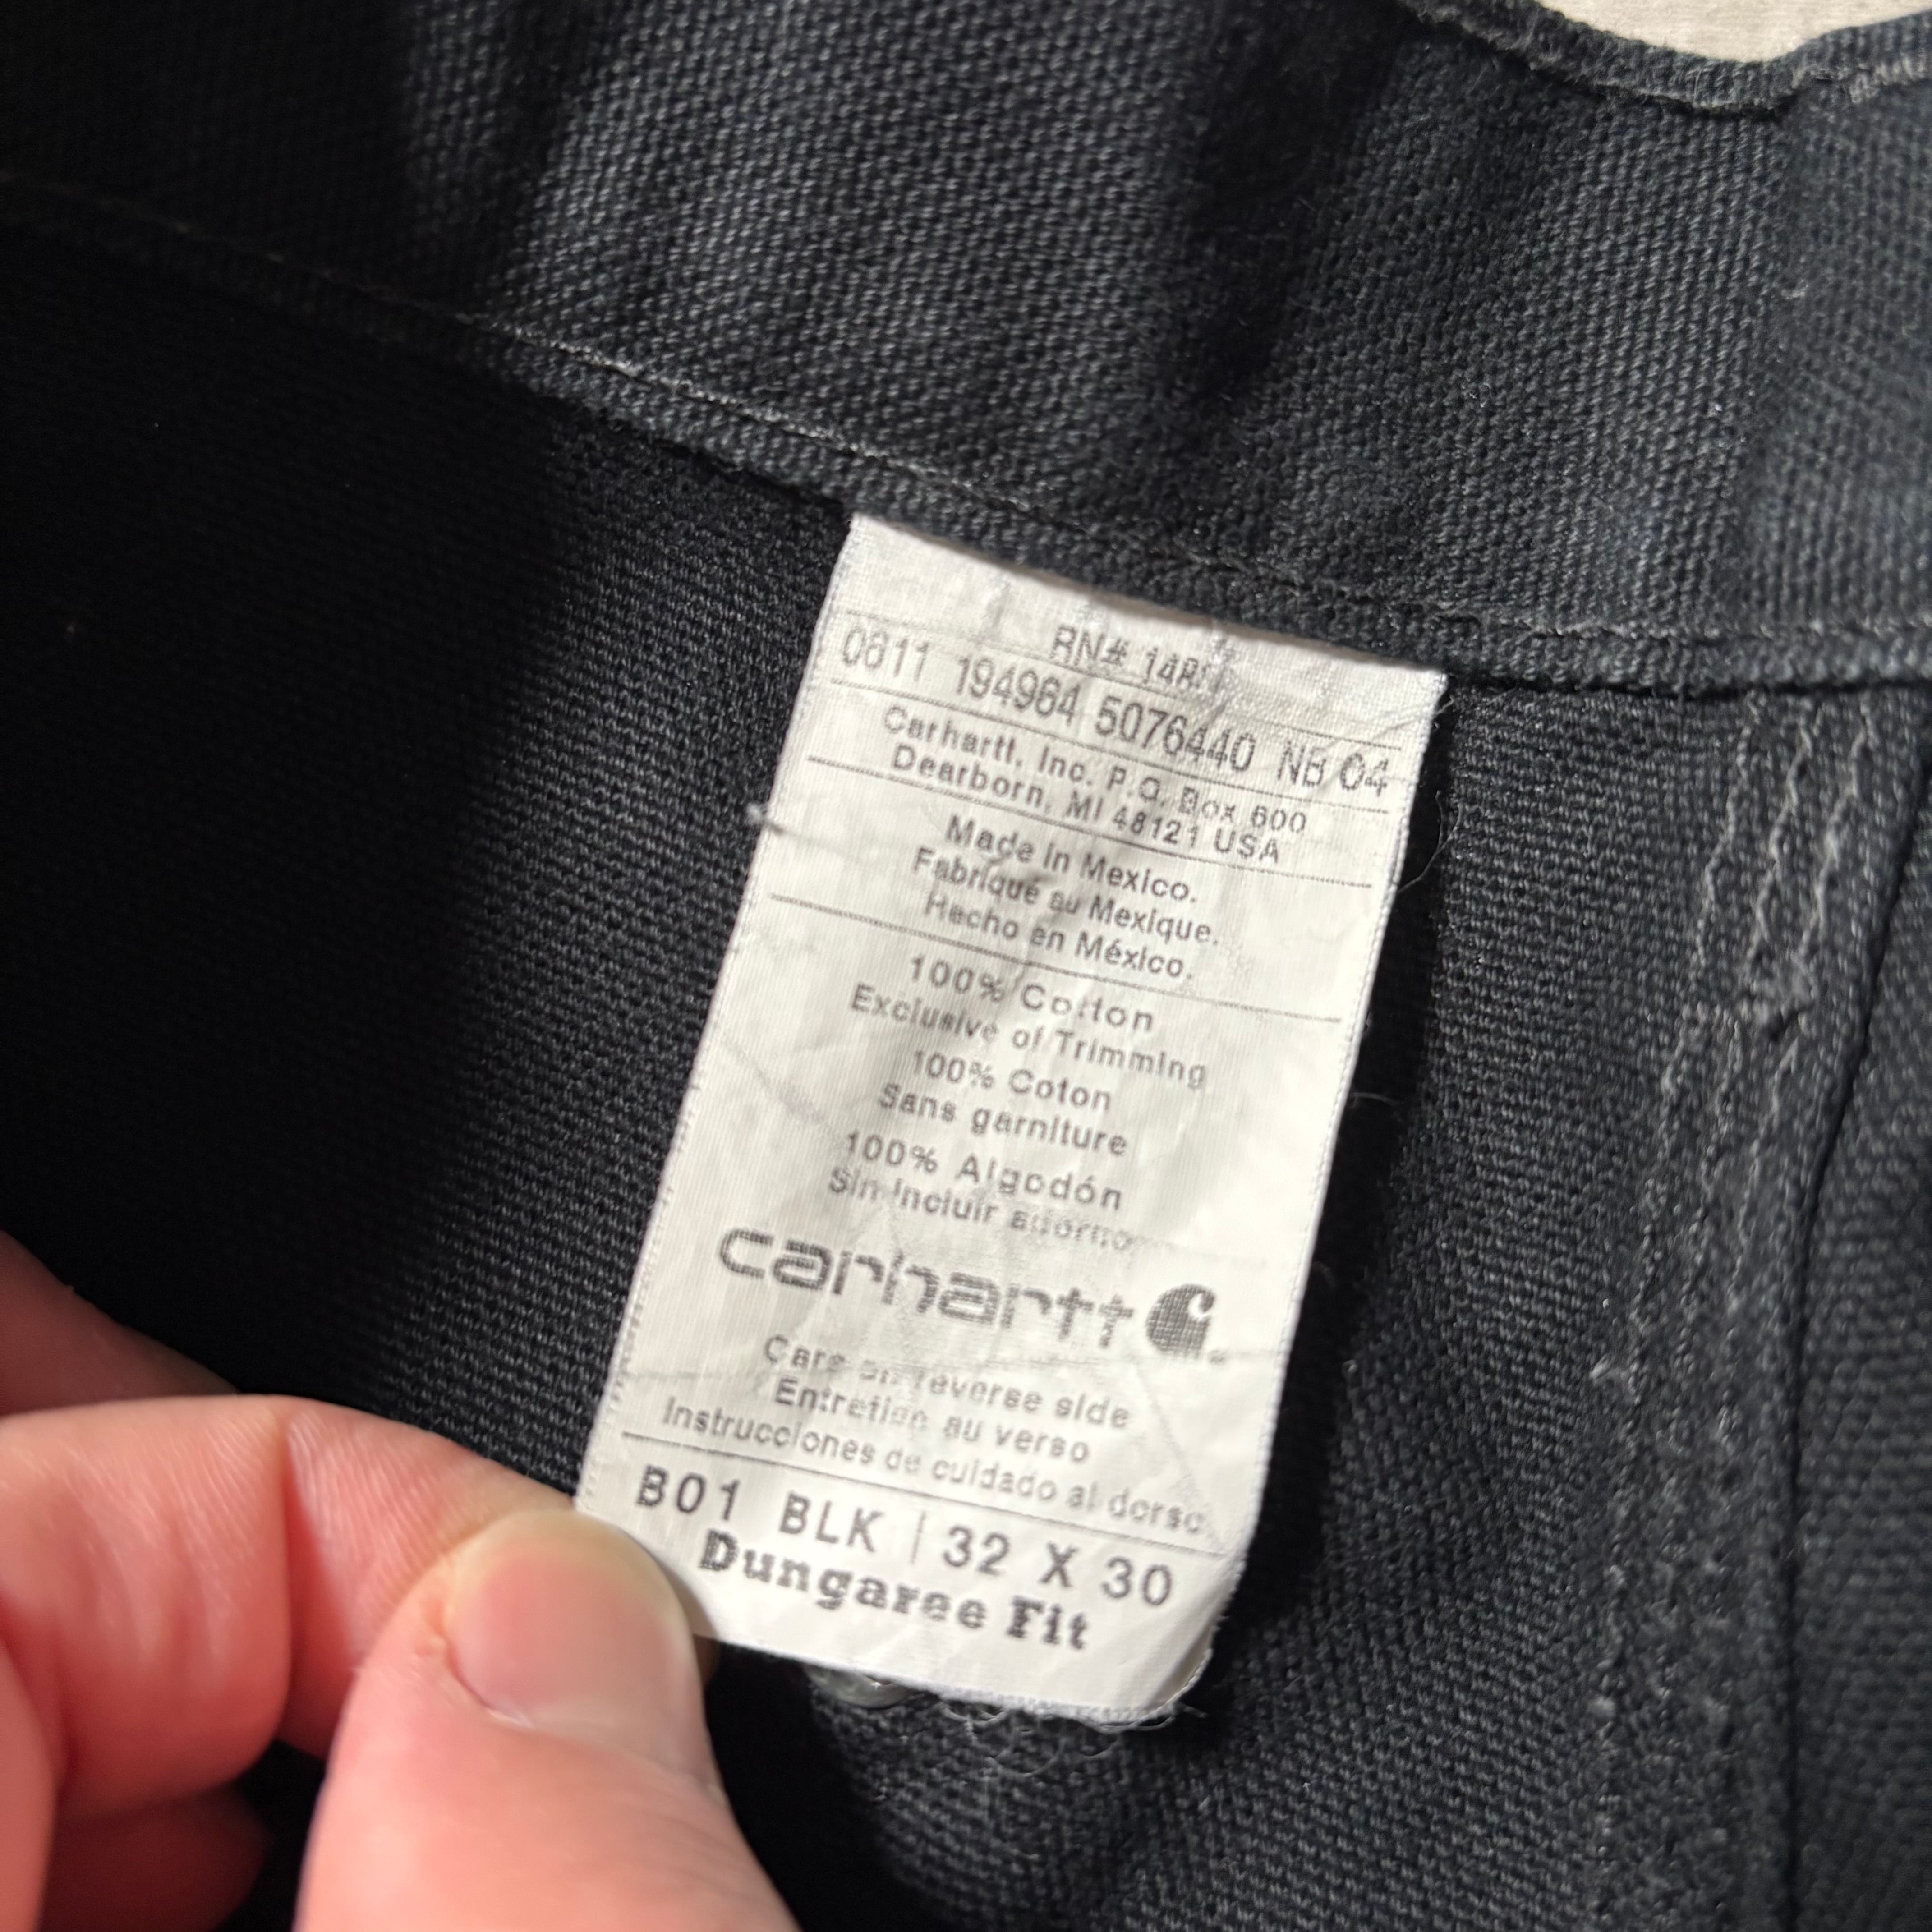 RN# 1481
0811 194964 5076440 NB 04
Carhartt, Inc. P.O. Box 600
Dearborn, MI 48121 USA
Made in Mexico.
Fabriqué au Mexique.
Hecho en México.
100% Cotton
Exclusive of Trimming
100% Coton
Sans garniture
100% Algodón
Sin incluir adorno
carhartt
Care on reverse side
Entretien au verso
Instrucciones de cuidado al dorso
B01 BLK | 32 X 30
Dungaree Fit